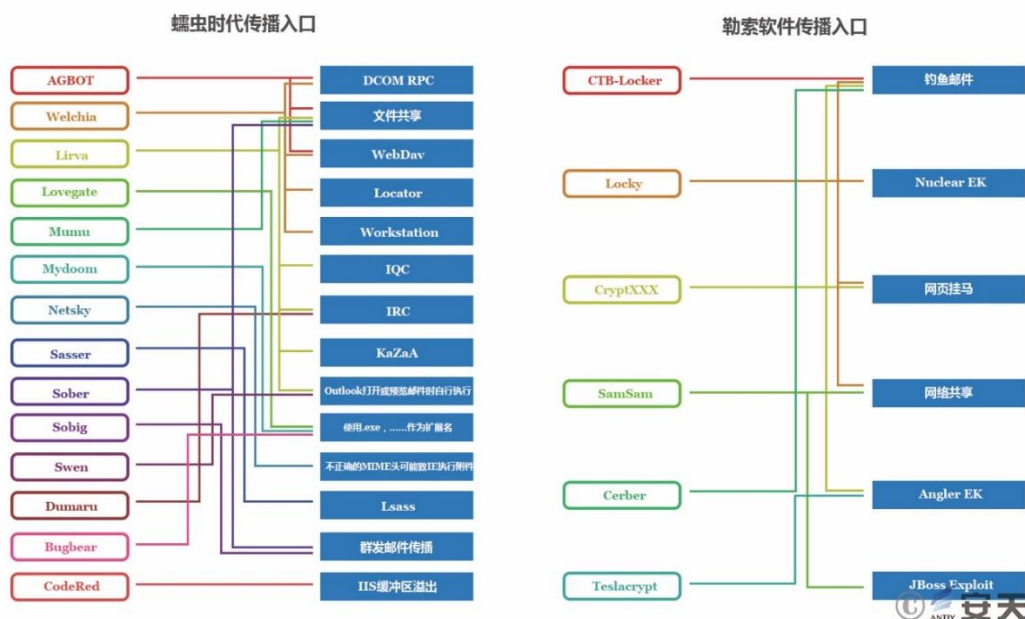 蠕虫时代传播入口
AGBOT
Welchia
Lirva
Lovegate
Mumu
Mydoom
Netsky
Sasser
Sober
Sobig
Swen
Dumaru
Bugbear
CodeRed
DCOM RPC
文件共享
WebDav
Locator
Workstation
IQC
IRC
KaZaA
Outlook打开或预览邮件时自行执行
使用.exe，……作为扩展名
不正确的MIME头可能致IE执行附件
Lsass
群发邮件传播
IIS缓冲区溢出
勒索软件传播入口
CTB-Locker
Locky
CryptXXX
SamSam
Cerber
Teslacrypt
钓鱼邮件
Nuclear EK
网页挂马
网络共享
Angler EK
JBoss Exploit
© 安天
ANTIY